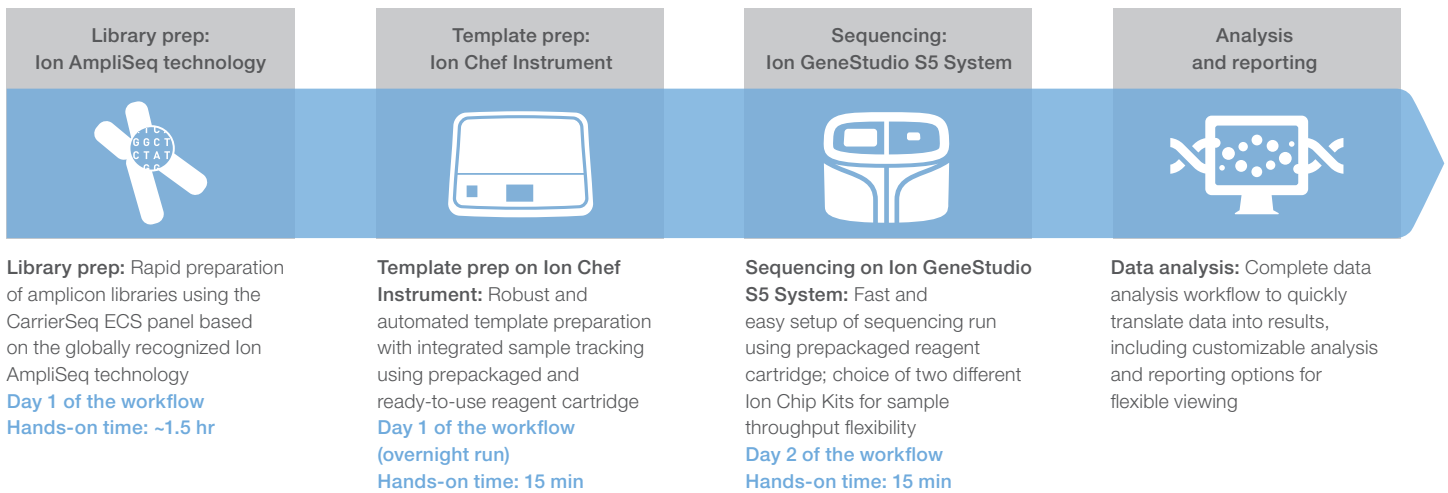 Library prep:
Ion AmpliSeq technology
Template prep:
Ion Chef Instrument
Sequencing:
Ion GeneStudio S5 System
Analysis
and reporting
GGCT
CTAT
Library prep: Rapid preparation
of amplicon libraries using the
CarrierSeq ECS panel based
on the globally recognized Ion
AmpliSeq technology
Day 1 of the workflow
Hands-on time: ~1.5 hr
Template prep on Ion Chef
Instrument: Robust and
automated template preparation
with integrated sample tracking
using prepackaged and
ready-to-use reagent cartridge
Day 1 of the workflow
(overnight run)
Hands-on time: 15 min
Sequencing on Ion GeneStudio
S5 System: Fast and
easy setup of sequencing run
using prepackaged reagent
cartridge; choice of two different
Ion Chip Kits for sample
throughput flexibility
Day 2 of the workflow
Hands-on time: 15 min
Data analysis: Complete data
analysis workflow to quickly
translate data into results,
including customizable analysis
and reporting options for
flexible viewing